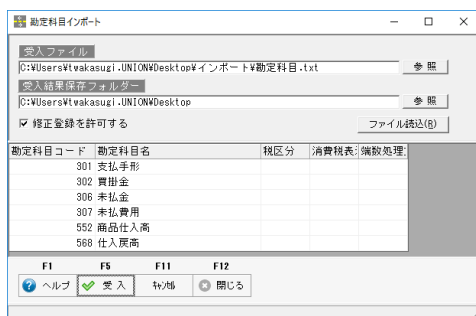 勘定科目インポート
受入ファイル
C:¥Users¥twakasugi.UNION¥Desktop¥インポート¥勘定科目.txt 参照
受入結果保存フォルダー
C:¥Users¥twakasugi.UNION¥Desktop 参照
修正登録を許可する ファイル読込(R)
勘定科目コード 勘定科目名 税区分 消費税表 端数処理
301 支払手形
302 買掛金
306 未払金
307 未払費用
552 商品仕入高
568 仕入戻高
F1 F5 F11 F12
ヘルプ 受入 キャンセル 閉じる